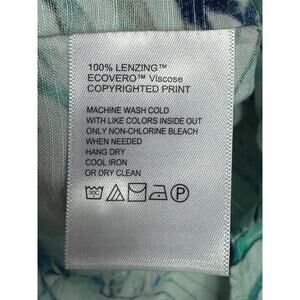 100% LENZING™
ECOVERO™ Viscose
COPYRIGHTED PRINT
MACHINE WASH COLD
WITH LIKE COLORS INSIDE OUT
ONLY NON-CHLORINE BLEACH
WHEN NEEDED
HANG DRY
COOL IRON
OR DRY CLEAN
30C P